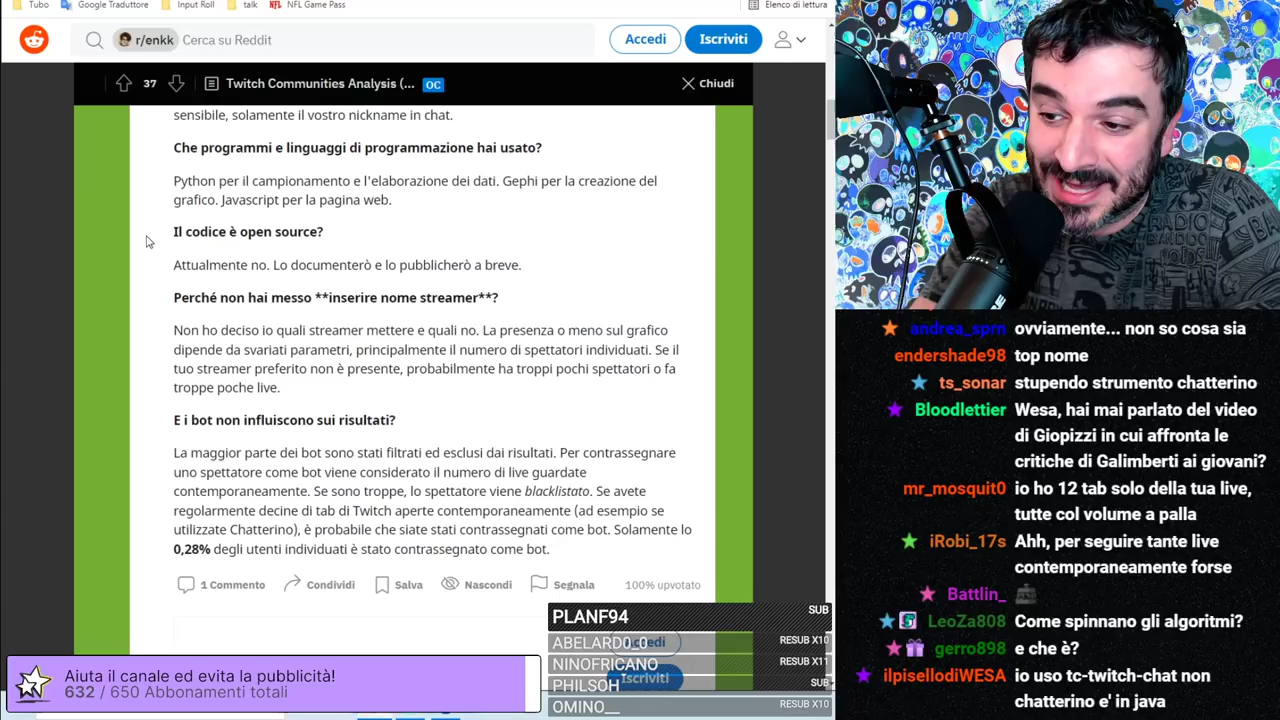 Tubo
Google Traduttore
Input Roll
talk
NFL Game Pass
Elenco di lettura
r/enkk
Cerca su Reddit
Accedi
Iscriviti
37
Twitch Communities Analysis (...
OC
Chiudi
sensibile, solamente il vostro nickname in chat.
Che programmi e linguaggi di programmazione hai usato?
Python per il campionamento e l'elaborazione dei dati. Gephi per la creazione del
grafico. Javascript per la pagina web.
Il codice è open source?
Attualmente no. Lo documenterò e lo pubblicherò a breve.
Perché non hai messo **inserire nome streamer**?
Non ho deciso io quali streamer mettere e quali no. La presenza o meno sul grafico
dipende da svariati parametri, principalmente il numero di spettatori individuati. Se il
tuo streamer preferito non è presente, probabilmente ha troppi pochi spettatori o fa
troppe poche live.
E i bot non influiscono sui risultati?
La maggior parte dei bot sono stati filtrati ed esclusi dai risultati. Per contrassegnare
uno spettatore come bot viene considerato il numero di live guardate
contemporaneamente. Se sono troppe, lo spettatore viene blacklistato. Se avete
regolarmente decine di tab di Twitch aperte contemporaneamente (ad esempio se
utilizzate Chatterino), è probabile che siate stati contrassegnati come bot. Solamente lo
0,28% degli utenti individuati è stato contrassegnato come bot.
1 Commento
Condividi
Salva
Nascondi
Segnala
100% upvotato
Iscriviti
PLANF94 SUB
ABELARD0_0 RESUB X10
NINOFRICANO RESUB X11
PHILSOH SUB
OMINO__ RESUB X10
Aiuta il canale ed evita la pubblicità!
632 / 650 Abbonamenti totali
andrea_sprn ovviamente... non so cosa sia
endershade98 top nome
ts_sonar stupendo strumento chatterino
Bloodlettier Wesa, hai mai parlato del video
di Giopizzi in cui affronta le
critiche di Galimberti ai giovani?
mr_mosquit0 io ho 12 tab solo della tua live,
tutte col volume a palla
iRobi_17s Ahh, per seguire tante live
contemporaneamente forse
Battlin_
LeoZa808 Come spinnano gli algoritmi?
gerro898 e che è?
ilpisellodiWESA io uso tc-twitch-chat non
chatterino e' in java